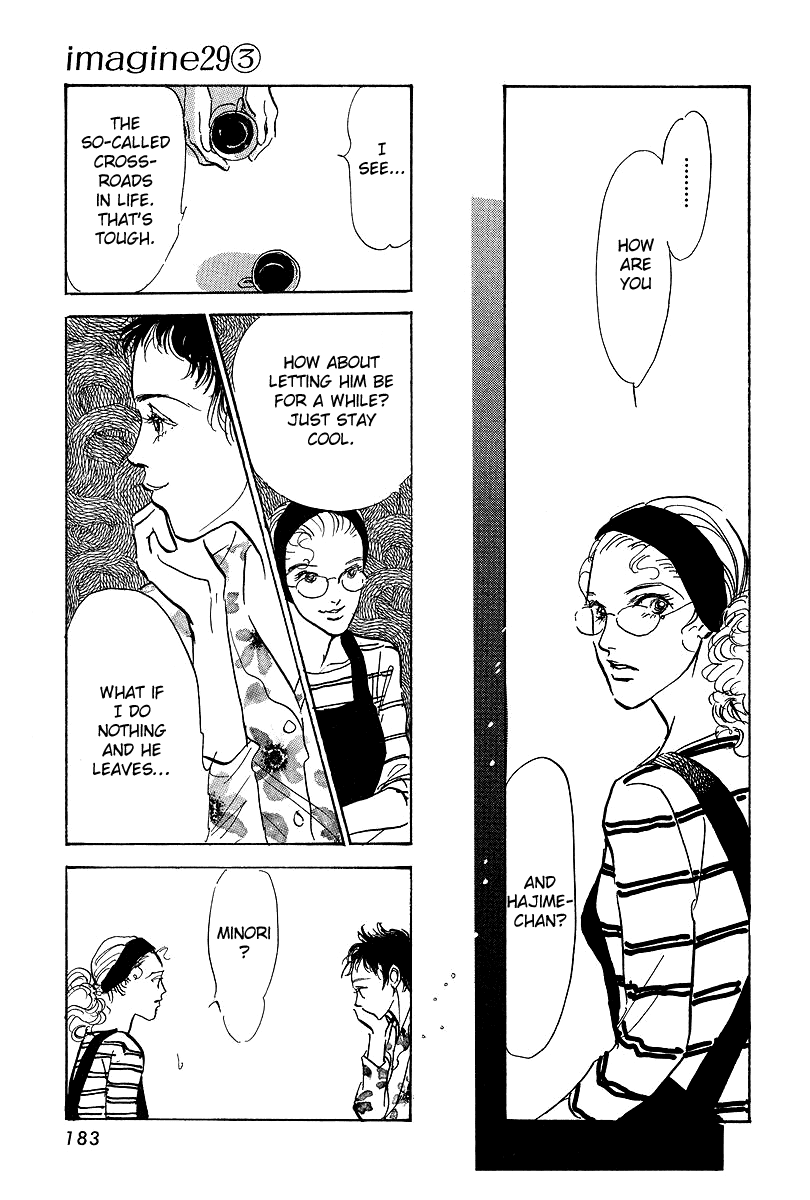 imagine29③
.........
HOW
ARE
YOU
AND
HAJIME-
CHAN?
I
SEE...
THE
SO-CALLED
CROSS-
ROADS
IN LIFE.
THAT'S
TOUGH.
HOW ABOUT
LETTING HIM BE
FOR A WHILE?
JUST STAY
COOL.
WHAT IF
I DO
NOTHING
AND HE
LEAVES...
MINORI
?
183